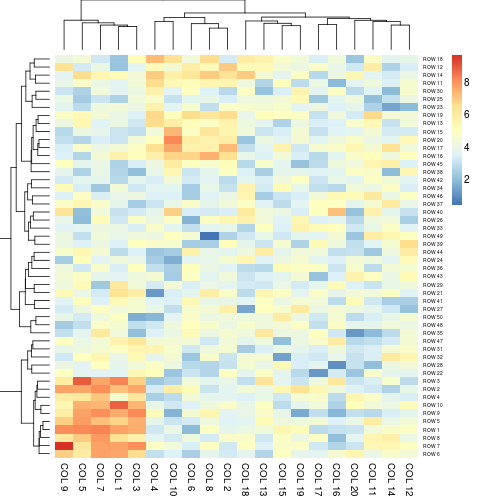 ROW 18
ROW 12
ROW 14
ROW 11
ROW 30
ROW 25
ROW 23
ROW 19
ROW 13
ROW 15
ROW 20
ROW 17
ROW 16
ROW 45
ROW 38
ROW 42
ROW 34
ROW 46
ROW 37
ROW 40
ROW 26
ROW 33
ROW 49
ROW 39
ROW 44
ROW 24
ROW 36
ROW 43
ROW 29
ROW 21
ROW 41
ROW 27
ROW 50
ROW 48
ROW 35
ROW 47
ROW 31
ROW 32
ROW 28
ROW 22
ROW 3
ROW 2
ROW 4
ROW 10
ROW 9
ROW 5
ROW 1
ROW 8
ROW 7
ROW 6
8
6
4
2
COL 9
COL 5
COL 7
COL 1
COL 3
COL 4
COL 10
COL 6
COL 8
COL 2
COL 18
COL 13
COL 15
COL 19
COL 17
COL 16
COL 20
COL 11
COL 14
COL 12